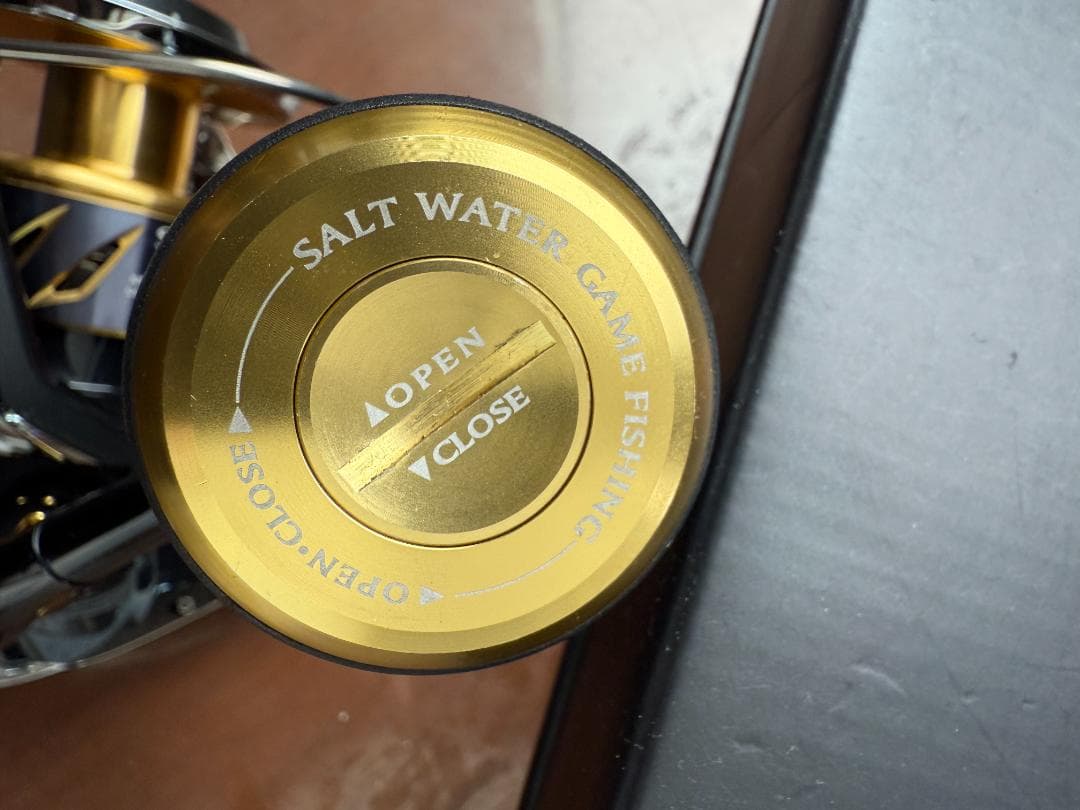 SALT WATER GAME FISHING
▲OPEN
▼CLOSE
◀OPEN•CLOSE▶